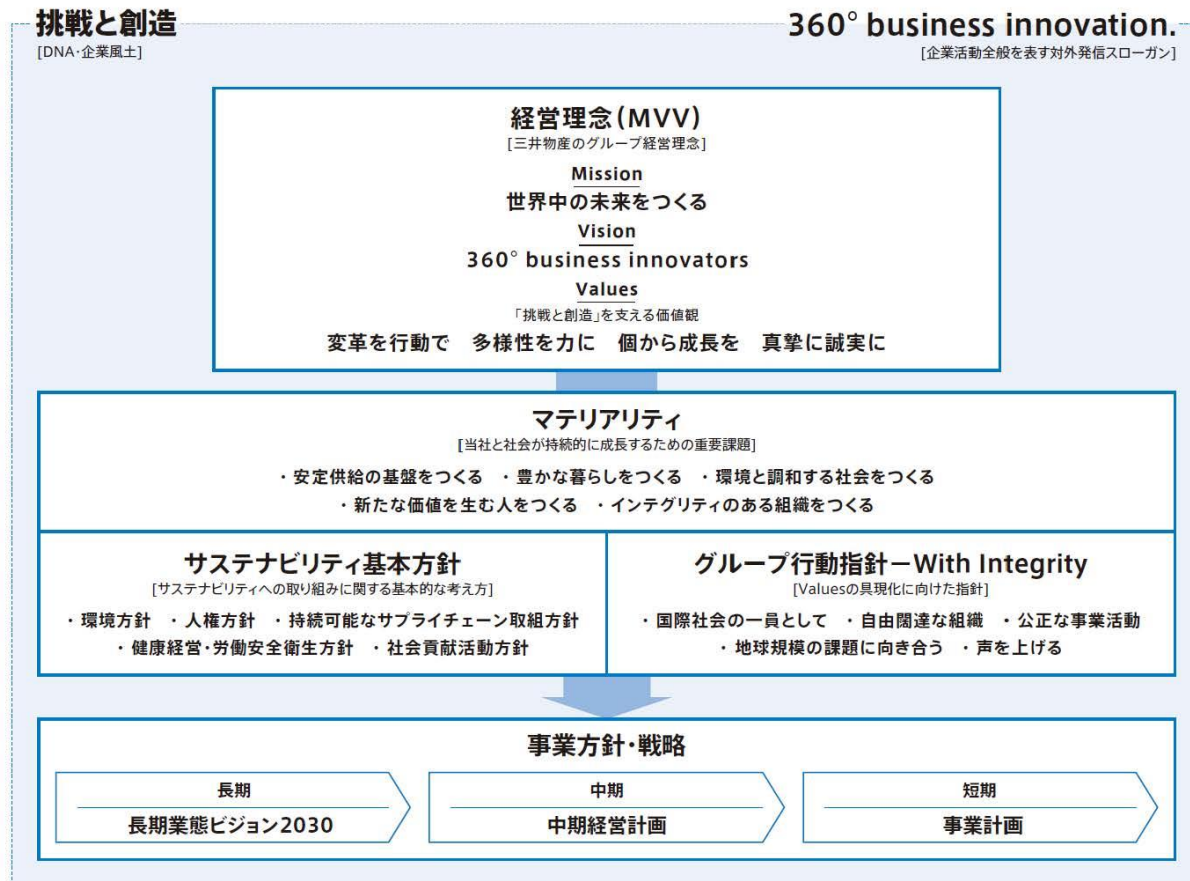 挑戦と創造
[DNA・企業風土]
360° business innovation.
[企業活動全般を表す対外発信スローガン]
経営理念(MVV)
[三井物産のグループ経営理念]
Mission
世界中の未来をつくる
Vision
360° business innovators
Values
「挑戦と創造」を支える価値観
変革を行動で 多様性を力に 個から成長を 真摯に誠実に
マテリアリティ
[当社と社会が持続的に成長するための重要課題]
・安定供給の基盤をつくる ・豊かな暮らしをつくる ・環境と調和する社会をつくる
・新たな価値を生む人をつくる ・インテグリティのある組織をつくる
サステナビリティ基本方針
[サステナビリティへの取り組みに関する基本的な考え方]
・環境方針 ・人権方針 ・持続可能なサプライチェーン取組方針
・健康経営・労働安全衛生方針 ・社会貢献活動方針
グループ行動指針－With Integrity
[Valuesの具現化に向けた指針]
・国際社会の一員として ・自由闊達な組織 ・公正な事業活動
・地球規模の課題に向き合う ・声を上げる
事業方針・戦略
長期
長期業態ビジョン2030
中期
中期経営計画
短期
事業計画